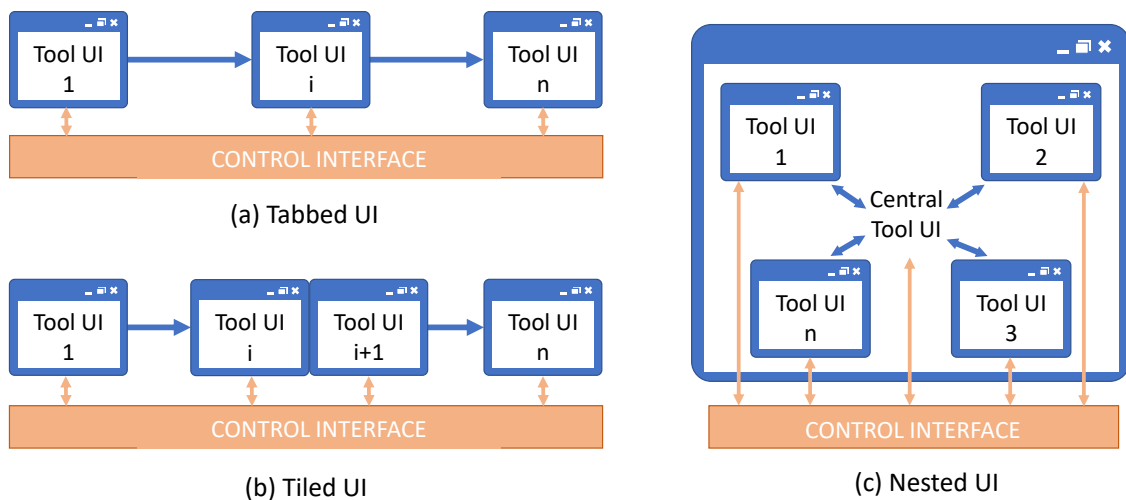 Tool UI
1
Tool UI
i
Tool UI
n
CONTROL INTERFACE
(a) Tabbed UI
Tool UI
1
Tool UI
i
Tool UI
i+1
Tool UI
n
CONTROL INTERFACE
(b) Tiled UI
Tool UI
1
Tool UI
2
Central
Tool UI
Tool UI
n
Tool UI
3
CONTROL INTERFACE
(c) Nested UI